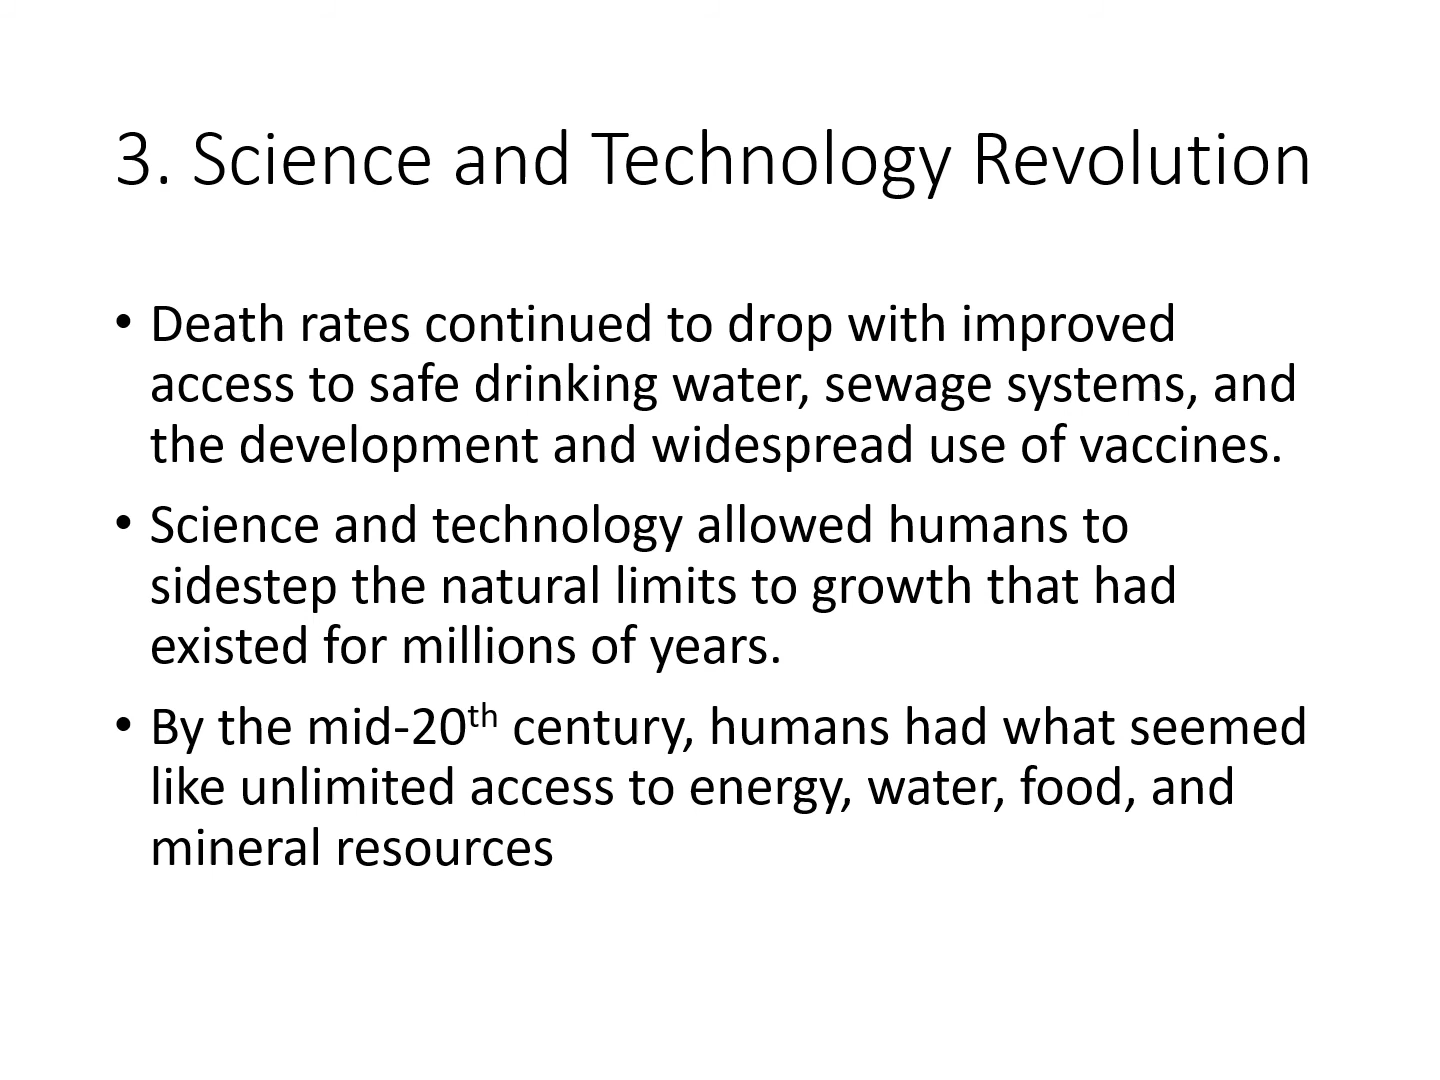 3. Science and Technology Revolution
• Death rates continued to drop with improved
access to safe drinking water, sewage systems, and
the development and widespread use of vaccines.
• Science and technology allowed humans to
sidestep the natural limits to growth that had
existed for millions of years.
• By the mid-20th century, humans had what seemed
like unlimited access to energy, water, food, and
mineral resources